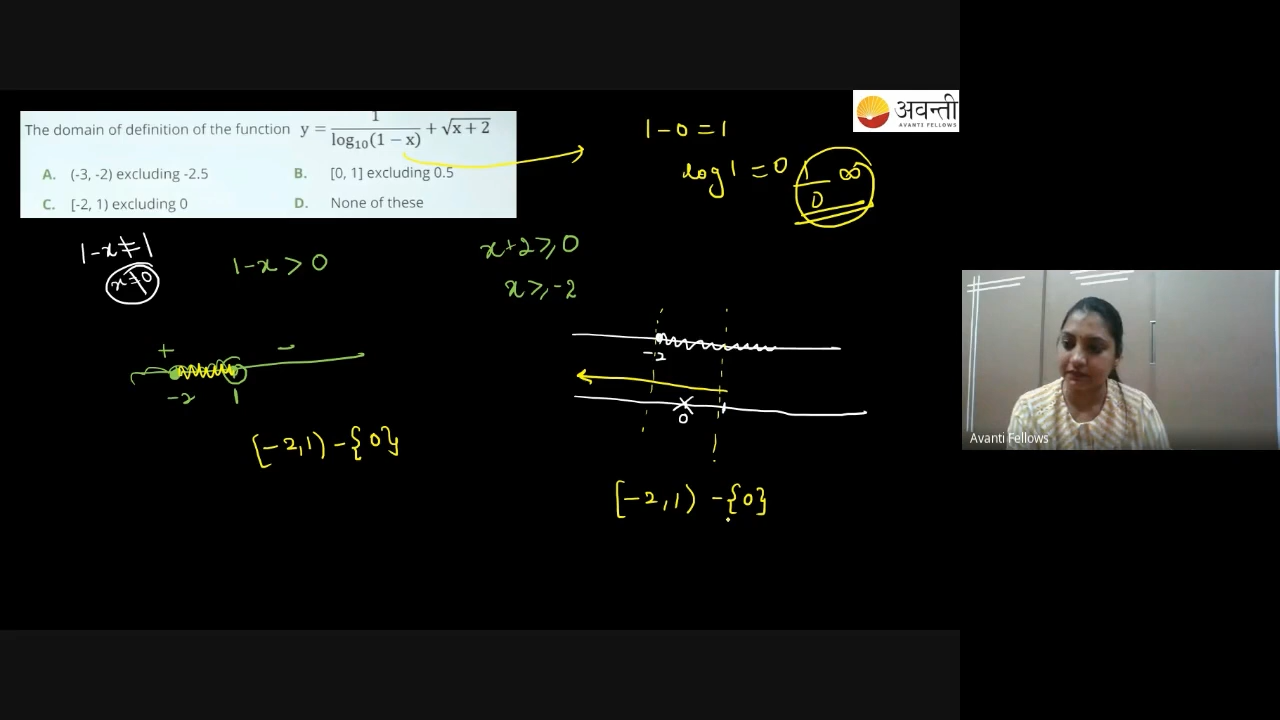 अवन्ती
AVANTI FELLOWS
The domain of definition of the function y = 1/log₁₀(1 − x) + √x + 2
A. (-3, -2) excluding -2.5
B. [0, 1] excluding 0.5
C. [-2, 1) excluding 0
D. None of these
1-0=1
log1=0
1/0 ∞
1-x≠1
x≠0
1-x>0
x+2≥0
x≥-2
+ -
-2 1
[-2,1)-{0}
-2
0
1
[-2,1) -{0}
Avanti Fellows